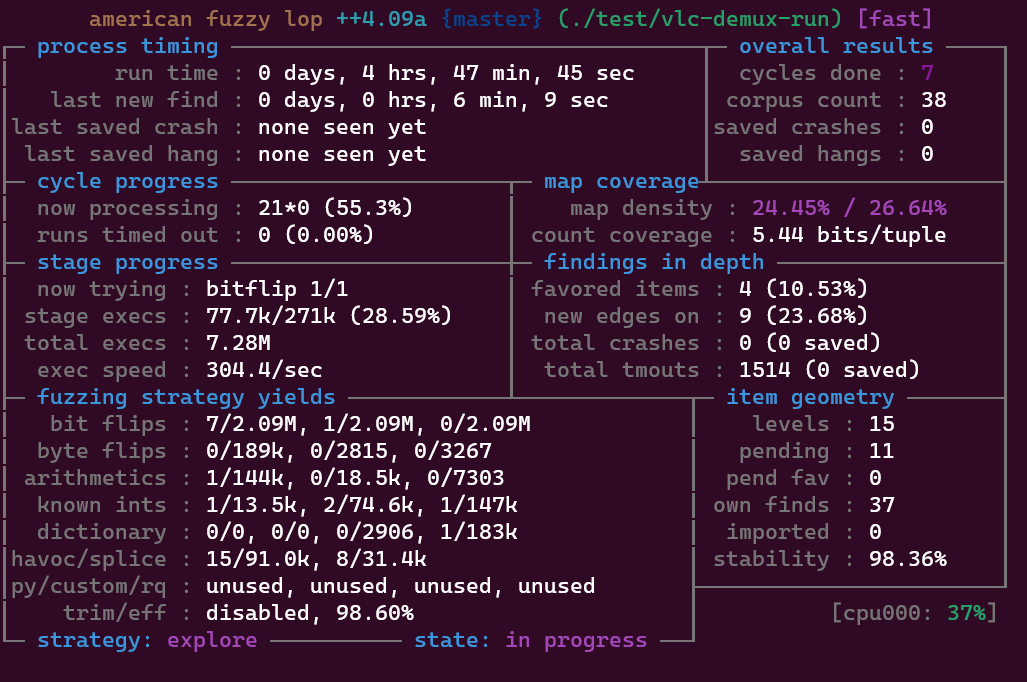 american fuzzy lop ++4.09a {master} (./test/vlc-demux-run) [fast]
process timing overall results
run time : 0 days, 4 hrs, 47 min, 45 sec cycles done : 7
last new find : 0 days, 0 hrs, 6 min, 9 sec corpus count : 38
last saved crash : none seen yet saved crashes : 0
last saved hang : none seen yet saved hangs : 0
cycle progress map coverage
now processing : 21*0 (55.3%) map density : 24.45% / 26.64%
runs timed out : 0 (0.00%) count coverage : 5.44 bits/tuple
stage progress findings in depth
now trying : bitflip 1/1 favored items : 4 (10.53%)
stage execs : 77.7k/271k (28.59%) new edges on : 9 (23.68%)
total execs : 7.28M total crashes : 0 (0 saved)
exec speed : 304.4/sec total tmouts : 1514 (0 saved)
fuzzing strategy yields item geometry
bit flips : 7/2.09M, 1/2.09M, 0/2.09M levels : 15
byte flips : 0/189k, 0/2815, 0/3267 pending : 11
arithmetics : 1/144k, 0/18.5k, 0/7303 pend fav : 0
known ints : 1/13.5k, 2/74.6k, 1/147k own finds : 37
dictionary : 0/0, 0/0, 0/2906, 1/183k imported : 0
havoc/splice : 15/91.0k, 8/31.4k stability : 98.36%
py/custom/rq : unused, unused, unused, unused
trim/eff : disabled, 98.60% [cpu000: 37%]
strategy: explore state: in progress